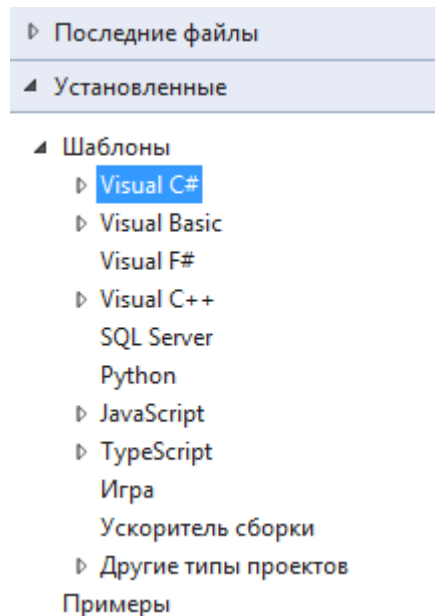 Последние файлы
Установленные
Шаблоны
Visual C#
Visual Basic
Visual F#
Visual C++
SQL Server
Python
JavaScript
TypeScript
Игра
Ускоритель сборки
Другие типы проектов
Примеры